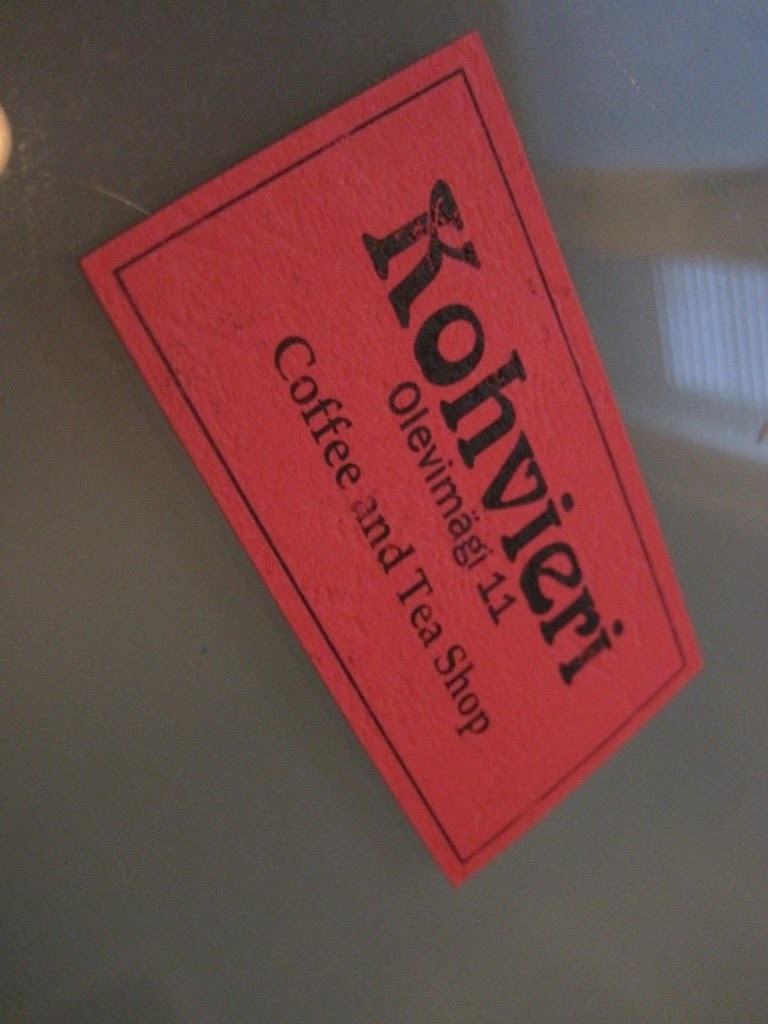 Kohvieri
Olevimägi 11
Coffee and Tea Shop